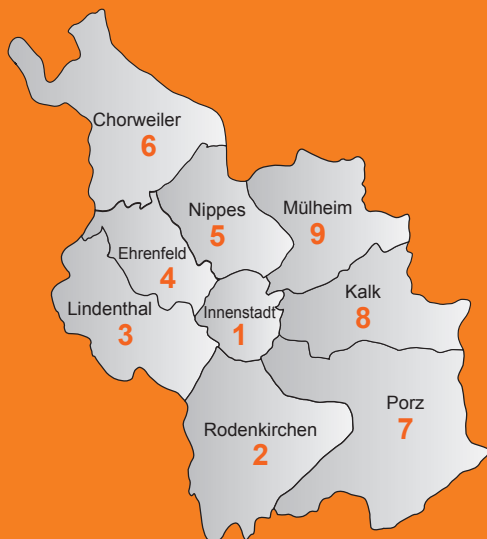 Chorweiler
6
Nippes
5
Mülheim
9
Ehrenfeld
4
Lindenthal
3
Innenstadt
1
Kalk
8
Porz
7
Rodenkirchen
2